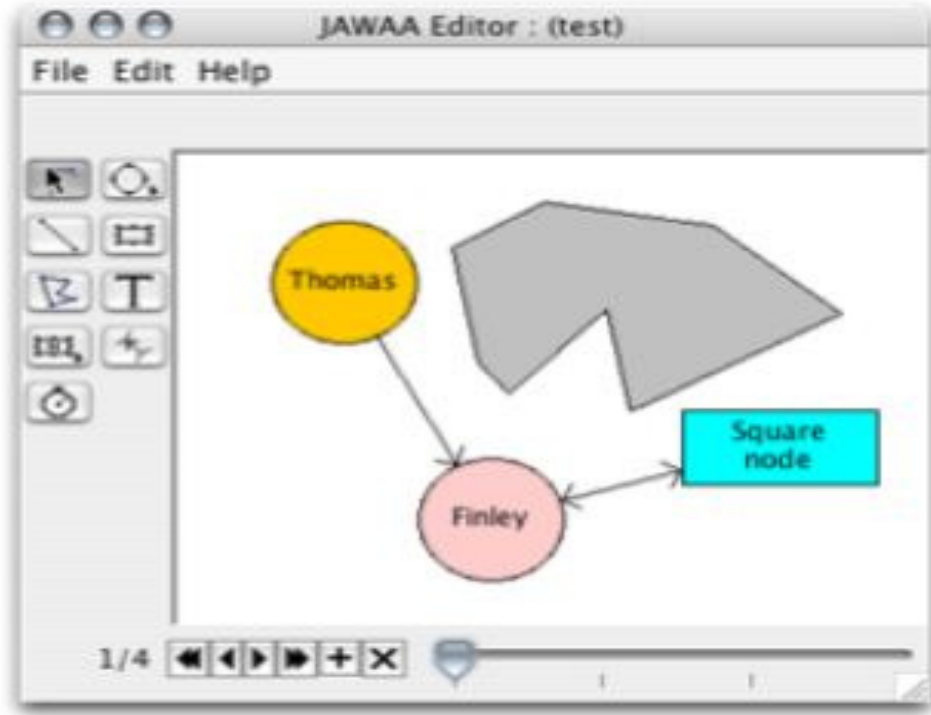 JAWAA Editor : (test)
File Edit Help
T
Thomas
Square
node
Finley
1/4